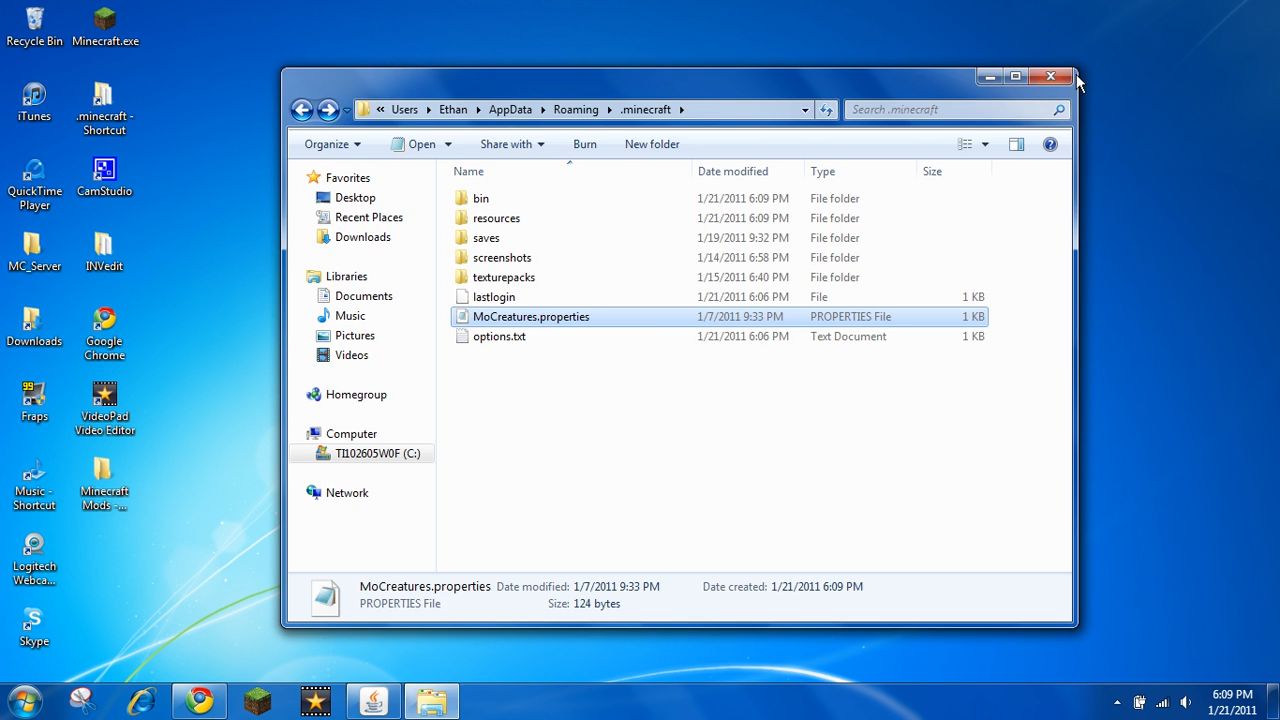 Recycle Bin
Minecraft.exe
iTunes
.minecraft -
Shortcut
QuickTime
Player
CamStudio
MC_Server
INVedit
Downloads
Google
Chrome
99
Fraps
VideoPad
Video Editor
Music -
Shortcut
Minecraft
Mods -...
Logitech
Webca...
Skype
« Users Ethan AppData Roaming .minecraft
Search .minecraft
Organize Open Share with Burn New folder
Favorites
Desktop
Recent Places
Downloads
Libraries
Documents
Music
Pictures
Videos
Homegroup
Computer
TI102605W0F (C:)
Network
Name Date modified Type Size
bin 1/21/2011 6:09 PM File folder
resources 1/21/2011 6:09 PM File folder
saves 1/19/2011 9:32 PM File folder
screenshots 1/14/2011 6:58 PM File folder
texturepacks 1/15/2011 6:40 PM File folder
lastlogin 1/21/2011 6:06 PM File 1 KB
MoCreatures.properties 1/7/2011 9:33 PM PROPERTIES File 1 KB
options.txt 1/21/2011 6:06 PM Text Document 1 KB
MoCreatures.properties Date modified: 1/7/2011 9:33 PM Date created: 1/21/2011 6:09 PM
PROPERTIES File Size: 124 bytes
6:09 PM
1/21/2011